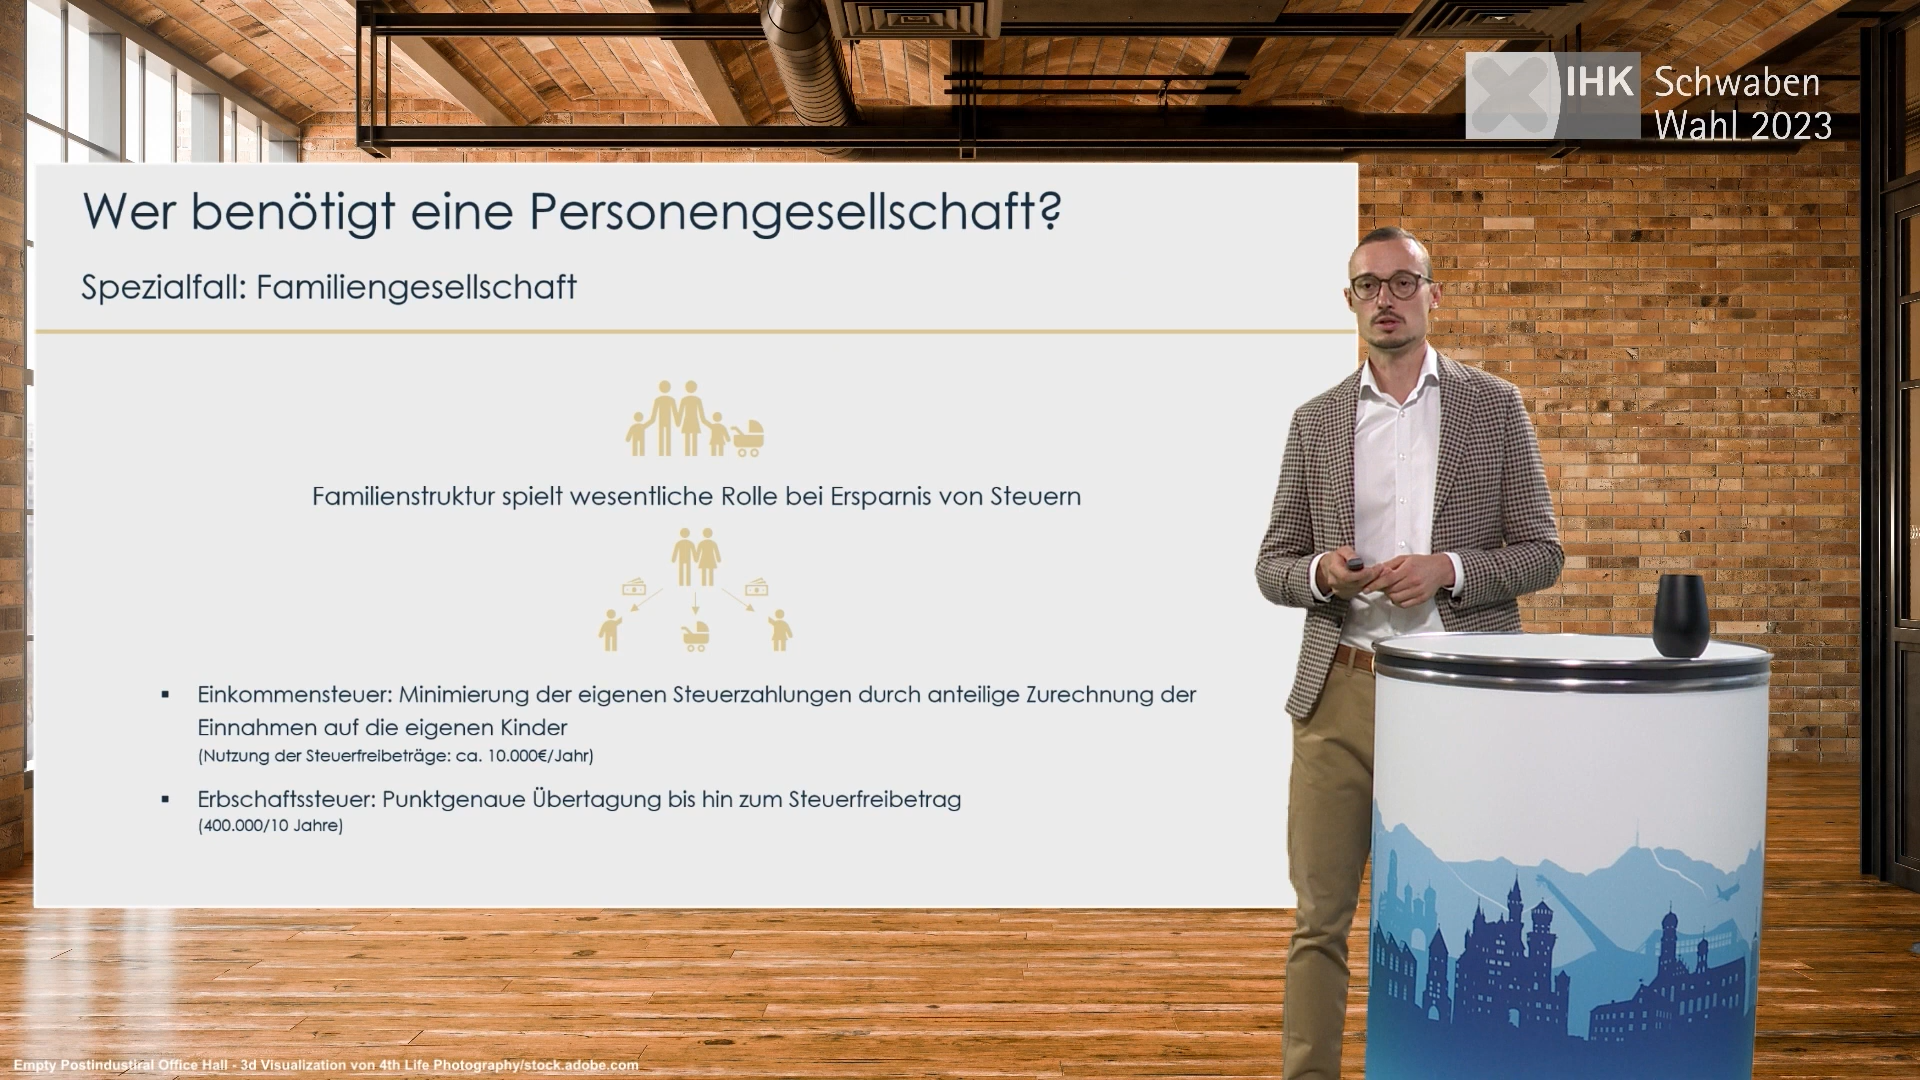 IHK Schwaben
Wahl 2023
Wer benötigt eine Personengesellschaft?
Spezialfall: Familiengesellschaft
Familienstruktur spielt wesentliche Rolle bei Ersparnis von Steuern
▪ Einkommensteuer: Minimierung der eigenen Steuerzahlungen durch anteilige Zurechnung der
Einnahmen auf die eigenen Kinder
(Nutzung der Steuerfreibeträge: ca. 10.000€/Jahr)
▪ Erbschaftssteuer: Punktgenaue Übertagung bis hin zum Steuerfreibetrag
(400.000/10 Jahre)
Empty Postindustiral Office Hall - 3d Visualization von 4th Life Photography/stock.adobe.com